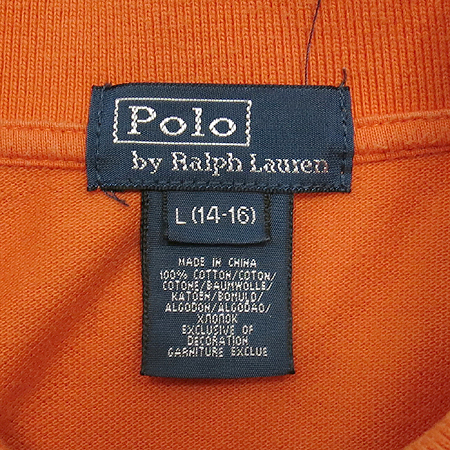 Polo
by Ralph Lauren
L (14-16)
MADE IN CHINA
100% COTTON/COTON/
COTONE/BAUMWOLLE/
KATOEN/BOMULD/
ALGODON/ALGODAO/
ХЛОПОК
EXCLUSIVE OF
DECORATION
GARNITURE EXCLUE